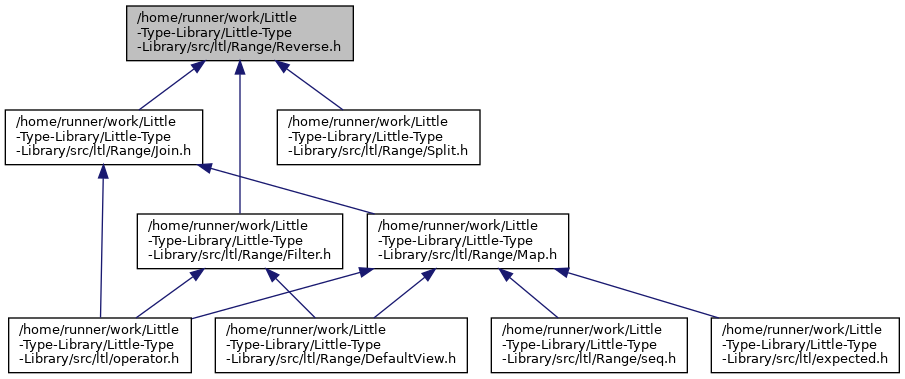 /home/runner/work/Little
-Type-Library/Little-Type
-Library/src/ltl/Range/Reverse.h
/home/runner/work/Little
-Type-Library/Little-Type
-Library/src/ltl/Range/Join.h
/home/runner/work/Little
-Type-Library/Little-Type
-Library/src/ltl/Range/Split.h
/home/runner/work/Little
-Type-Library/Little-Type
-Library/src/ltl/Range/Filter.h
/home/runner/work/Little
-Type-Library/Little-Type
-Library/src/ltl/Range/Map.h
/home/runner/work/Little
-Type-Library/Little-Type
-Library/src/ltl/operator.h
/home/runner/work/Little
-Type-Library/Little-Type
-Library/src/ltl/Range/DefaultView.h
/home/runner/work/Little
-Type-Library/Little-Type
-Library/src/ltl/Range/seq.h
/home/runner/work/Little
-Type-Library/Little-Type
-Library/src/ltl/expected.h